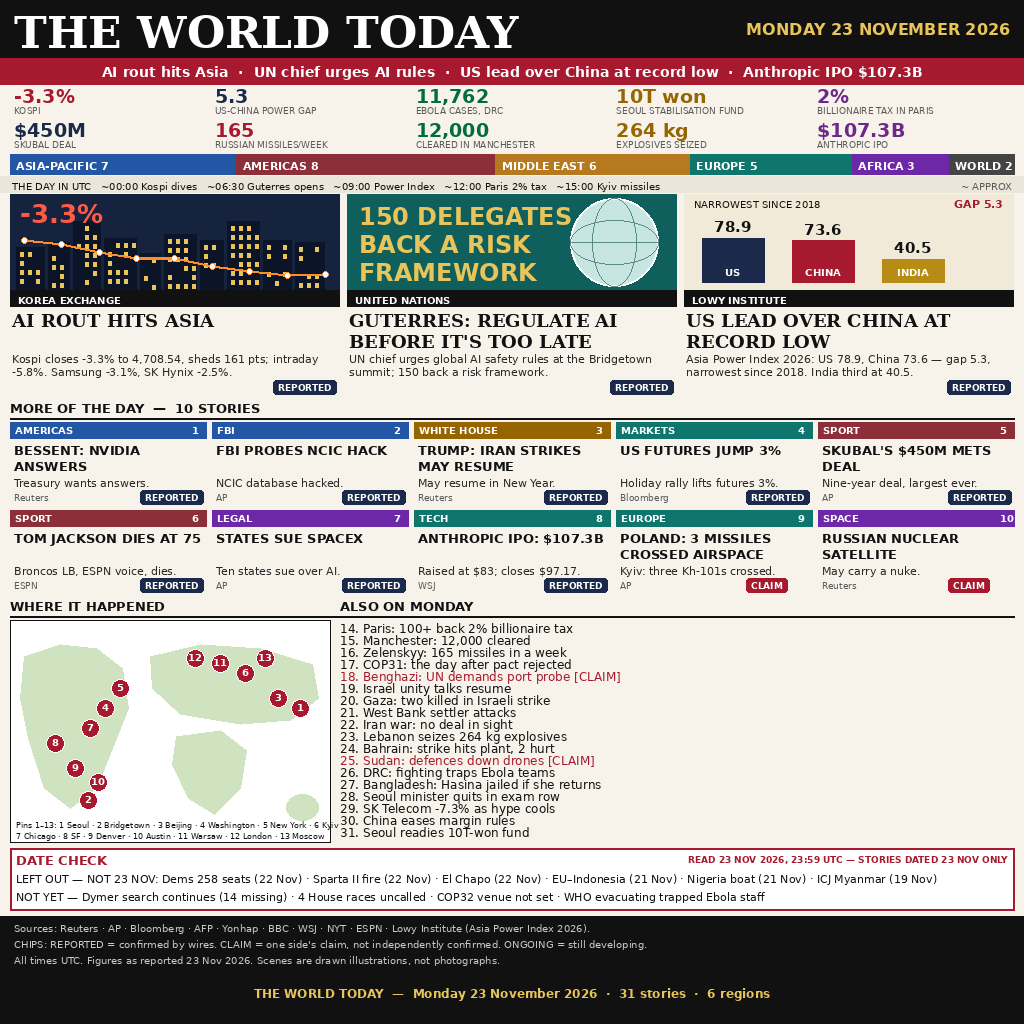 THE WORLD TODAY
MONDAY 23 NOVEMBER 2026
AI rout hits Asia · UN chief urges AI rules · US lead over China at record low · Anthropic IPO $107.3B
-3.3%
KOSPI
5.3
US-CHINA POWER GAP
11,762
EBOLA CASES, DRC
10T won
SEOUL STABILISATION FUND
2%
BILLIONAIRE TAX IN PARIS
$450M
SKUBAL DEAL
165
RUSSIAN MISSILES/WEEK
12,000
CLEARED IN MANCHESTER
264 kg
EXPLOSIVES SEIZED
$107.3B
ANTHROPIC IPO
ASIA-PACIFIC 7
AMERICAS 8
MIDDLE EAST 6
EUROPE 5
AFRICA 3
WORLD 2
THE DAY IN UTC ~00:00 Kospi dives ~06:30 Guterres opens ~09:00 Power Index ~12:00 Paris 2% tax ~15:00 Kyiv missiles
~ APPROX
-3.3%
KOREA EXCHANGE
150 DELEGATES
BACK A RISK
FRAMEWORK
UNITED NATIONS
NARROWEST SINCE 2018
GAP 5.3
78.9
73.6
40.5
US
CHINA
INDIA
LOWY INSTITUTE
AI ROUT HITS ASIA
Kospi closes -3.3% to 4,708.54, sheds 161 pts; intraday
-5.8%. Samsung -3.1%, SK Hynix -2.5%.
REPORTED
GUTERRES: REGULATE AI
BEFORE IT'S TOO LATE
UN chief urges global AI safety rules at the Bridgetown
summit; 150 back a risk framework.
REPORTED
US LEAD OVER CHINA AT
RECORD LOW
Asia Power Index 2026: US 78.9, China 73.6 — gap 5.3,
narrowest since 2018. India third at 40.5.
REPORTED
MORE OF THE DAY — 10 STORIES
AMERICAS 1
BESSENT: NVIDIA
ANSWERS
Treasury wants answers.
Reuters
REPORTED
FBI 2
FBI PROBES NCIC HACK
NCIC database hacked.
AP
REPORTED
WHITE HOUSE 3
TRUMP: IRAN STRIKES
MAY RESUME
May resume in New Year.
Reuters
REPORTED
MARKETS 4
US FUTURES JUMP 3%
Holiday rally lifts futures 3%.
Bloomberg
REPORTED
SPORT 5
SKUBAL'S $450M METS
DEAL
Nine-year deal, largest ever.
AP
REPORTED
SPORT 6
TOM JACKSON DIES AT 75
Broncos LB, ESPN voice, dies.
ESPN
REPORTED
LEGAL 7
STATES SUE SPACEX
Ten states sue over AI.
AP
REPORTED
TECH 8
ANTHROPIC IPO: $107.3B
Raised at $83; closes $97.17.
WSJ
REPORTED
EUROPE 9
POLAND: 3 MISSILES
CROSSED AIRSPACE
Kyiv: three Kh-101s crossed.
AP
CLAIM
SPACE 10
RUSSIAN NUCLEAR
SATELLITE
May carry a nuke.
Reuters
CLAIM
WHERE IT HAPPENED
12
11
13
6
5
3
4
1
7
8
9
10
2
Pins 1–13: 1 Seoul · 2 Bridgetown · 3 Beijing · 4 Washington · 5 New York · 6 Kyiv
7 Chicago · 8 SF · 9 Denver · 10 Austin · 11 Warsaw · 12 London · 13 Moscow
ALSO ON MONDAY
14. Paris: 100+ back 2% billionaire tax
15. Manchester: 12,000 cleared
16. Zelenskyy: 165 missiles in a week
17. COP31: the day after pact rejected
18. Benghazi: UN demands port probe [CLAIM]
19. Israel unity talks resume
20. Gaza: two killed in Israeli strike
21. West Bank settler attacks
22. Iran war: no deal in sight
23. Lebanon seizes 264 kg explosives
24. Bahrain: strike hits plant, 2 hurt
25. Sudan: defences down drones [CLAIM]
26. DRC: fighting traps Ebola teams
27. Bangladesh: Hasina jailed if she returns
28. Seoul minister quits in exam row
29. SK Telecom -7.3% as hype cools
30. China eases margin rules
31. Seoul readies 10T-won fund
DATE CHECK
READ 23 NOV 2026, 23:59 UTC — STORIES DATED 23 NOV ONLY
LEFT OUT — NOT 23 NOV: Dems 258 seats (22 Nov) · Sparta II fire (22 Nov) · El Chapo (22 Nov) · EU–Indonesia (21 Nov) · Nigeria boat (21 Nov) · ICJ Myanmar (19 Nov)
NOT YET — Dymer search continues (14 missing) · 4 House races uncalled · COP32 venue not set · WHO evacuating trapped Ebola staff
Sources: Reuters · AP · Bloomberg · AFP · Yonhap · BBC · WSJ · NYT · ESPN · Lowy Institute (Asia Power Index 2026).
CHIPS: REPORTED = confirmed by wires. CLAIM = one side's claim, not independently confirmed. ONGOING = still developing.
All times UTC. Figures as reported 23 Nov 2026. Scenes are drawn illustrations, not photographs.
THE WORLD TODAY — Monday 23 November 2026 · 31 stories · 6 regions